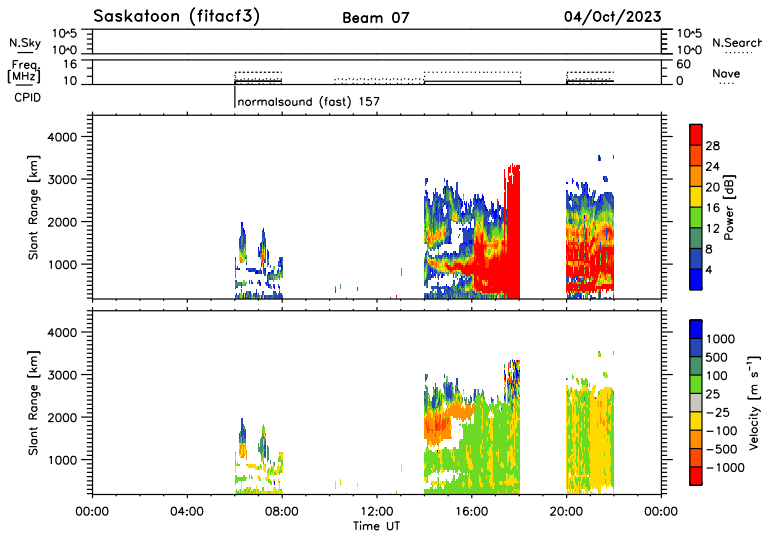 Saskatoon (fitacf3) Beam 07 04/Oct/2023
N.Sky 10^5 10^0 10^5 10^0 N.Search
Freq. [MHz] 16 10 60 0 Nave
CPID normalsound (fast) 157
Slant Range [km]
4000
3000
2000
1000
28
24
20
16
12
8
4
Power [dB]
Slant Range [km]
4000
3000
2000
1000
1000
500
100
25
-25
-100
-500
-1000
Velocity [m s^-1]
00:00 04:00 08:00 12:00 16:00 20:00 00:00
Time UT